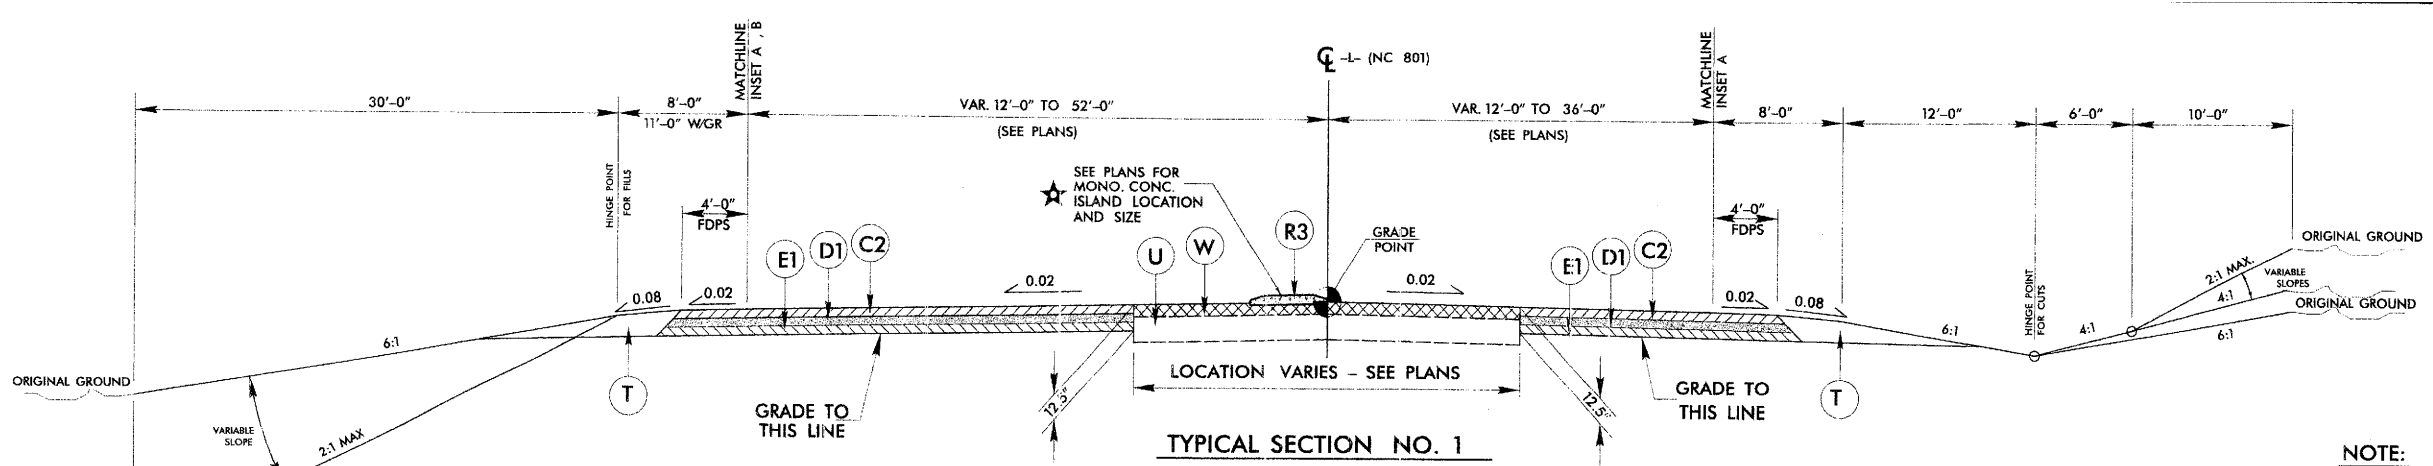 MATCHLINE
INSET A , B
℄ -L- (NC 801)
MATCHLINE
INSET A
30'-0"
8'-0"
11'-0" W/GR
VAR. 12'-0" TO 52'-0"
(SEE PLANS)
VAR. 12'-0" TO 36'-0"
(SEE PLANS)
8'-0"
12'-0"
6'-0"
10'-0"
HINGE POINT
FOR FILLS
4'-0"
FDPS
SEE PLANS FOR
MONO. CONC.
ISLAND LOCATION
AND SIZE
R3
GRADE
POINT
4'-0"
FDPS
E1
D1
C2
U
W
E1
D1
C2
0.08
0.02
0.02
0.02
0.02
0.08
HINGE POINT
FOR CUTS
ORIGINAL GROUND
2:1 MAX.
VARIABLE
SLOPES
4:1
ORIGINAL GROUND
6:1
6:1
4:1
6:1
ORIGINAL GROUND
VARIABLE
SLOPE
2:1 MAX
T
GRADE TO
THIS LINE
12.5"
LOCATION VARIES - SEE PLANS
12.5"
GRADE TO
THIS LINE
T
TYPICAL SECTION NO. 1
NOTE: